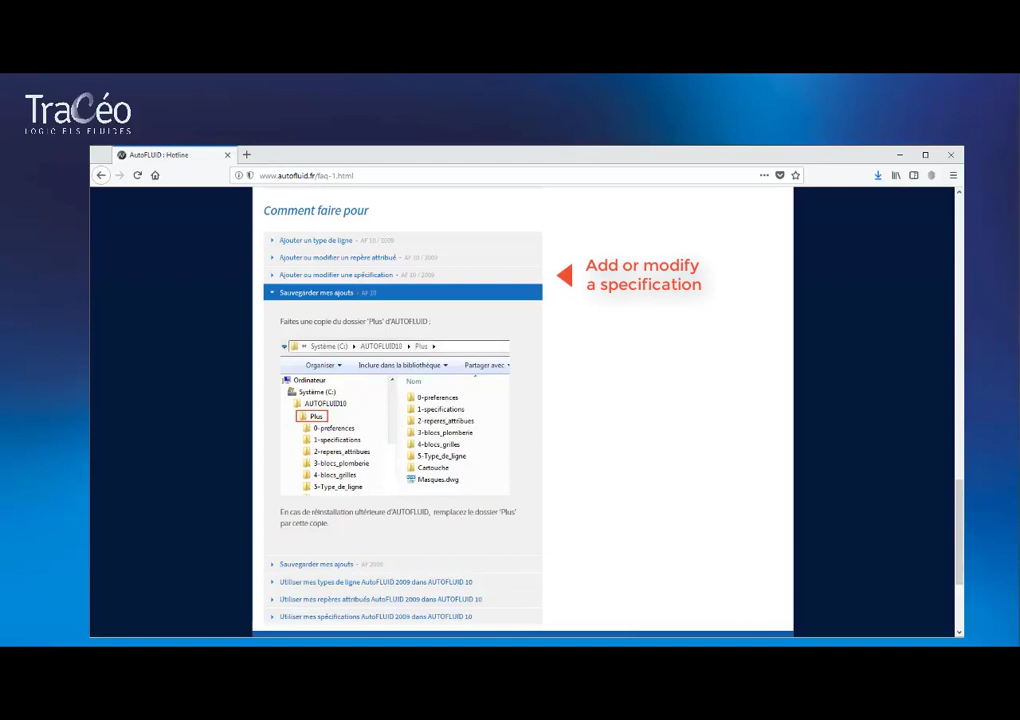 TraCéo
LOGICIELS FLUIDES
AutoFLUID : Hotline
www.autofluid.fr/faq-1.html
Comment faire pour
Ajouter un type de ligne - AF 10 / 2009
Ajouter ou modifier un repère attribué - AF 10 / 2009
Ajouter ou modifier une spécification - AF 10 / 2009
Add or modify
a specification
Sauvegarder mes ajouts - AF 10
Faites une copie du dossier 'Plus' d'AUTOFLUID :
Système (C:) AUTOFLUID10 Plus
Organiser Inclure dans la bibliothèque Partager avec
Ordinateur
Système (C:)
AUTOFLUID10
Plus
0-preferences
1-specifications
2-reperes_attribues
3-blocs_plomberie
4-blocs_grilles
5-Type_de_ligne
Nom
0-preferences
1-specifications
2-reperes_attribues
3-blocs_plomberie
4-blocs_grilles
5-Type_de_ligne
Cartouche
Masques.dwg
En cas de réinstallation ultérieure d'AUTOFLUID, remplacez le dossier 'Plus'
par cette copie.
Sauvegarder mes ajouts - AF 2009
Utiliser mes types de ligne AutoFLUID 2009 dans AUTOFLUID 10
Utiliser mes repères attribués AutoFLUID 2009 dans AUTOFLUID 10
Utiliser mes spécifications AutoFLUID 2009 dans AUTOFLUID 10